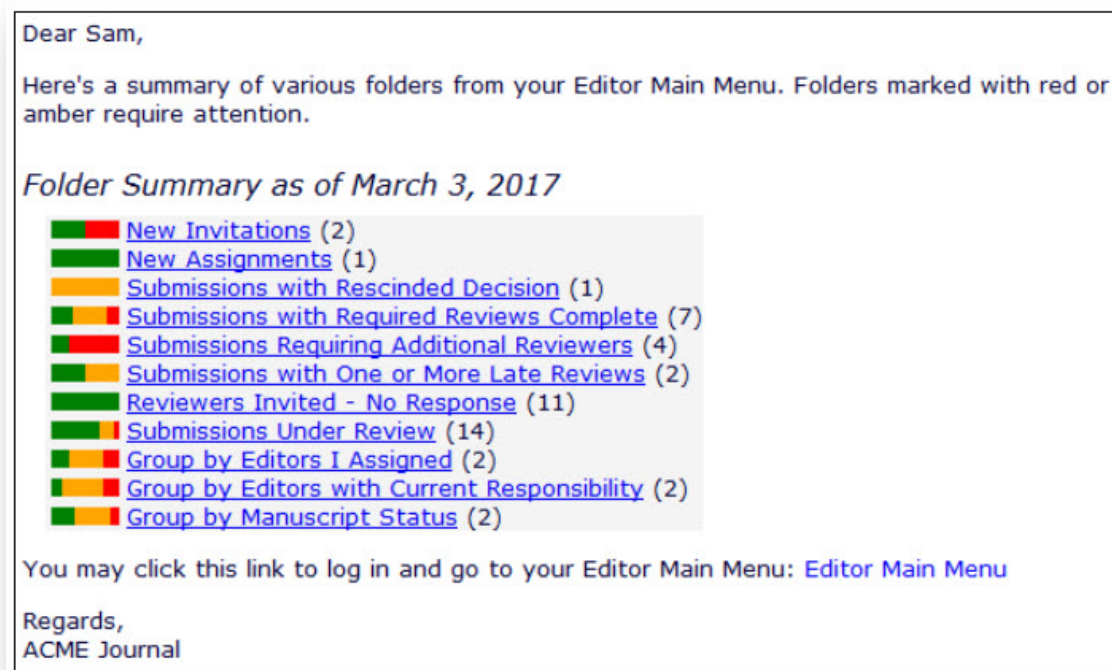 Dear Sam,
Here's a summary of various folders from your Editor Main Menu. Folders marked with red or
amber require attention.
Folder Summary as of March 3, 2017
New Invitations (2)
New Assignments (1)
Submissions with Rescinded Decision (1)
Submissions with Required Reviews Complete (7)
Submissions Requiring Additional Reviewers (4)
Submissions with One or More Late Reviews (2)
Reviewers Invited - No Response (11)
Submissions Under Review (14)
Group by Editors I Assigned (2)
Group by Editors with Current Responsibility (2)
Group by Manuscript Status (2)
You may click this link to log in and go to your Editor Main Menu: Editor Main Menu
Regards,
ACME Journal